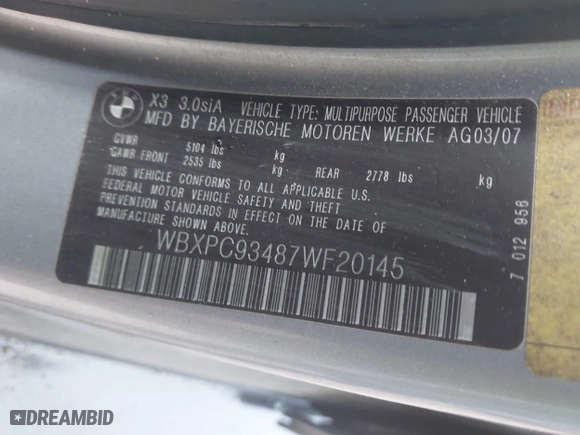 BMW
X3 3.0siA VEHICLE TYPE: MULTIPURPOSE PASSENGER VEHICLE
MFD BY BAYERISCHE MOTOREN WERKE AG03/07
GVWR 5104 lbs kg
GAWR FRONT 2535 lbs kg REAR 2778 lbs kg
THIS VEHICLE CONFORMS TO ALL APPLICABLE U.S.
FEDERAL MOTOR VEHICLE SAFETY AND THEFT
PREVENTION STANDARDS IN EFFECT ON THE DATE OF
MANUFACTURE SHOWN ABOVE.
WBXPC93487WF20145
7 012 958
DREAMBID